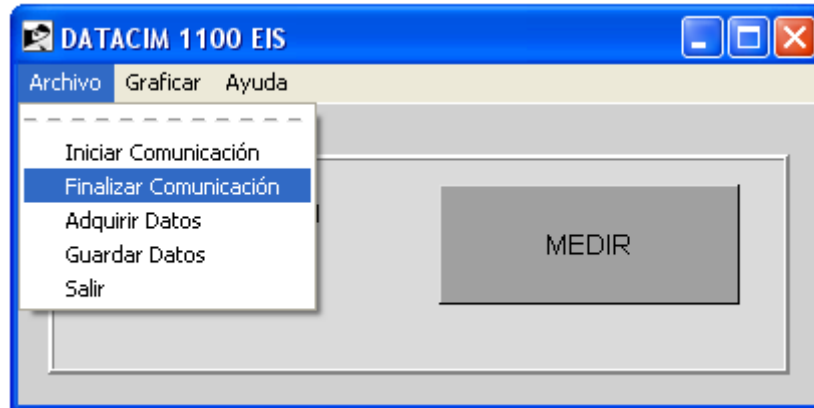 DATACIM 1100 EIS
Archivo Graficar Ayuda
Iniciar Comunicación
Finalizar Comunicación
Adquirir Datos
Guardar Datos
Salir
MEDIR